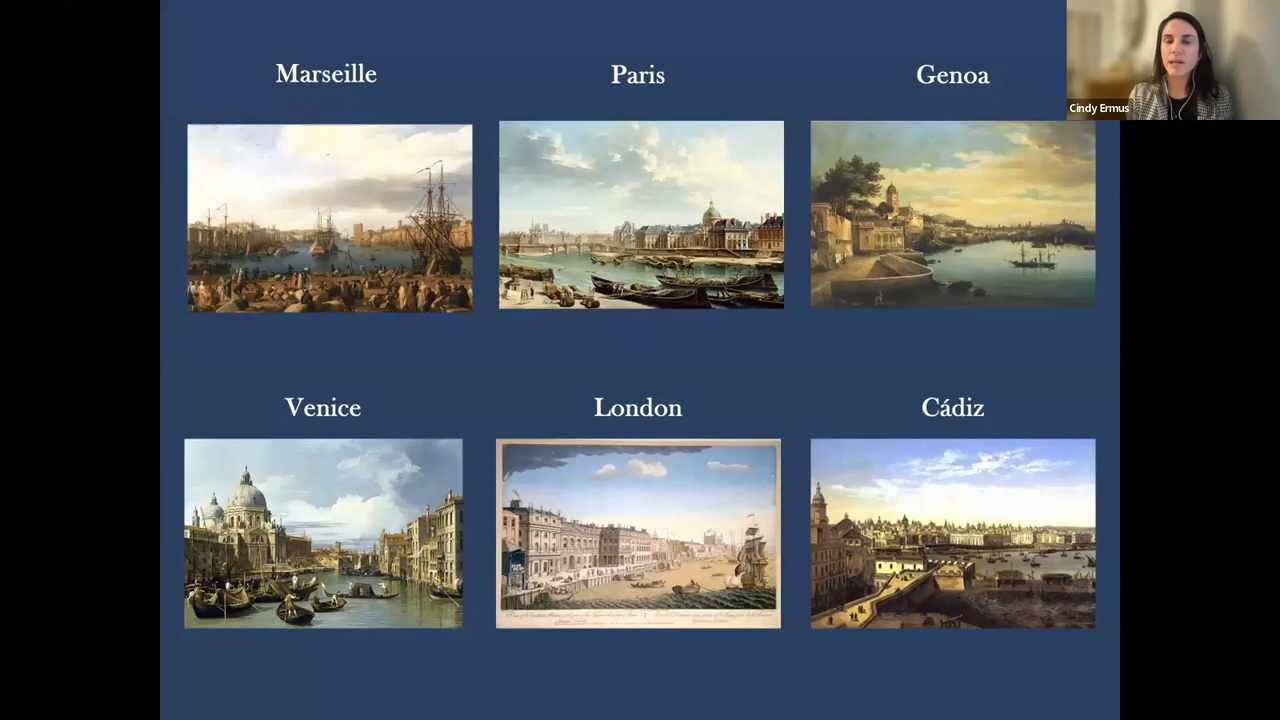 Marseille
Paris
Genoa
Cindy Ermus
Venice
London
Cádiz